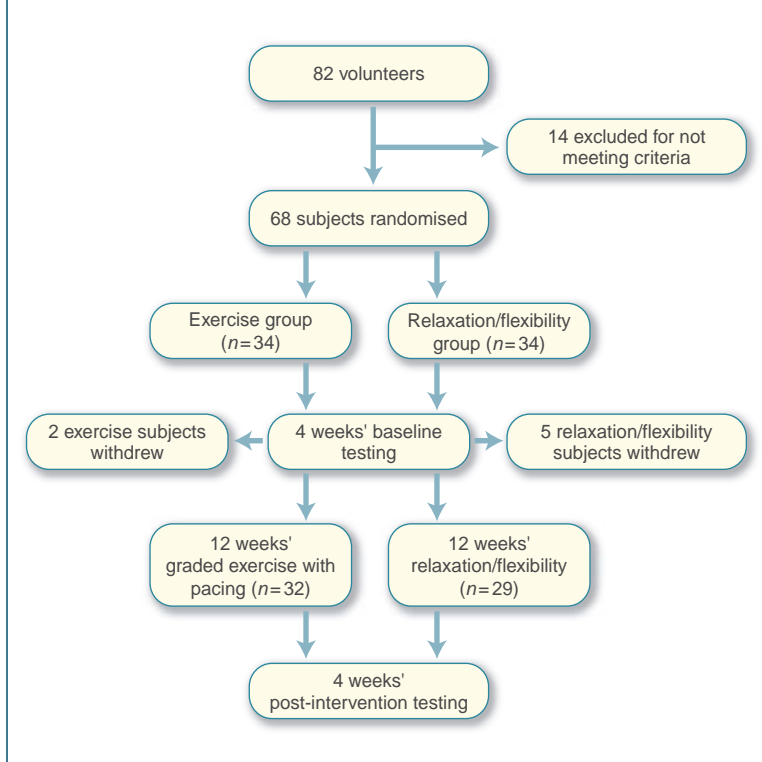 82 volunteers
14 excluded for not
meeting criteria
68 subjects randomised
Exercise group
(n=34)
Relaxation/flexibility
group (n=34)
2 exercise subjects
withdrew
4 weeks' baseline
testing
5 relaxation/flexibility
subjects withdrew
12 weeks'
graded exercise with
pacing (n=32)
12 weeks'
relaxation/flexibility
(n=29)
4 weeks'
post-intervention testing